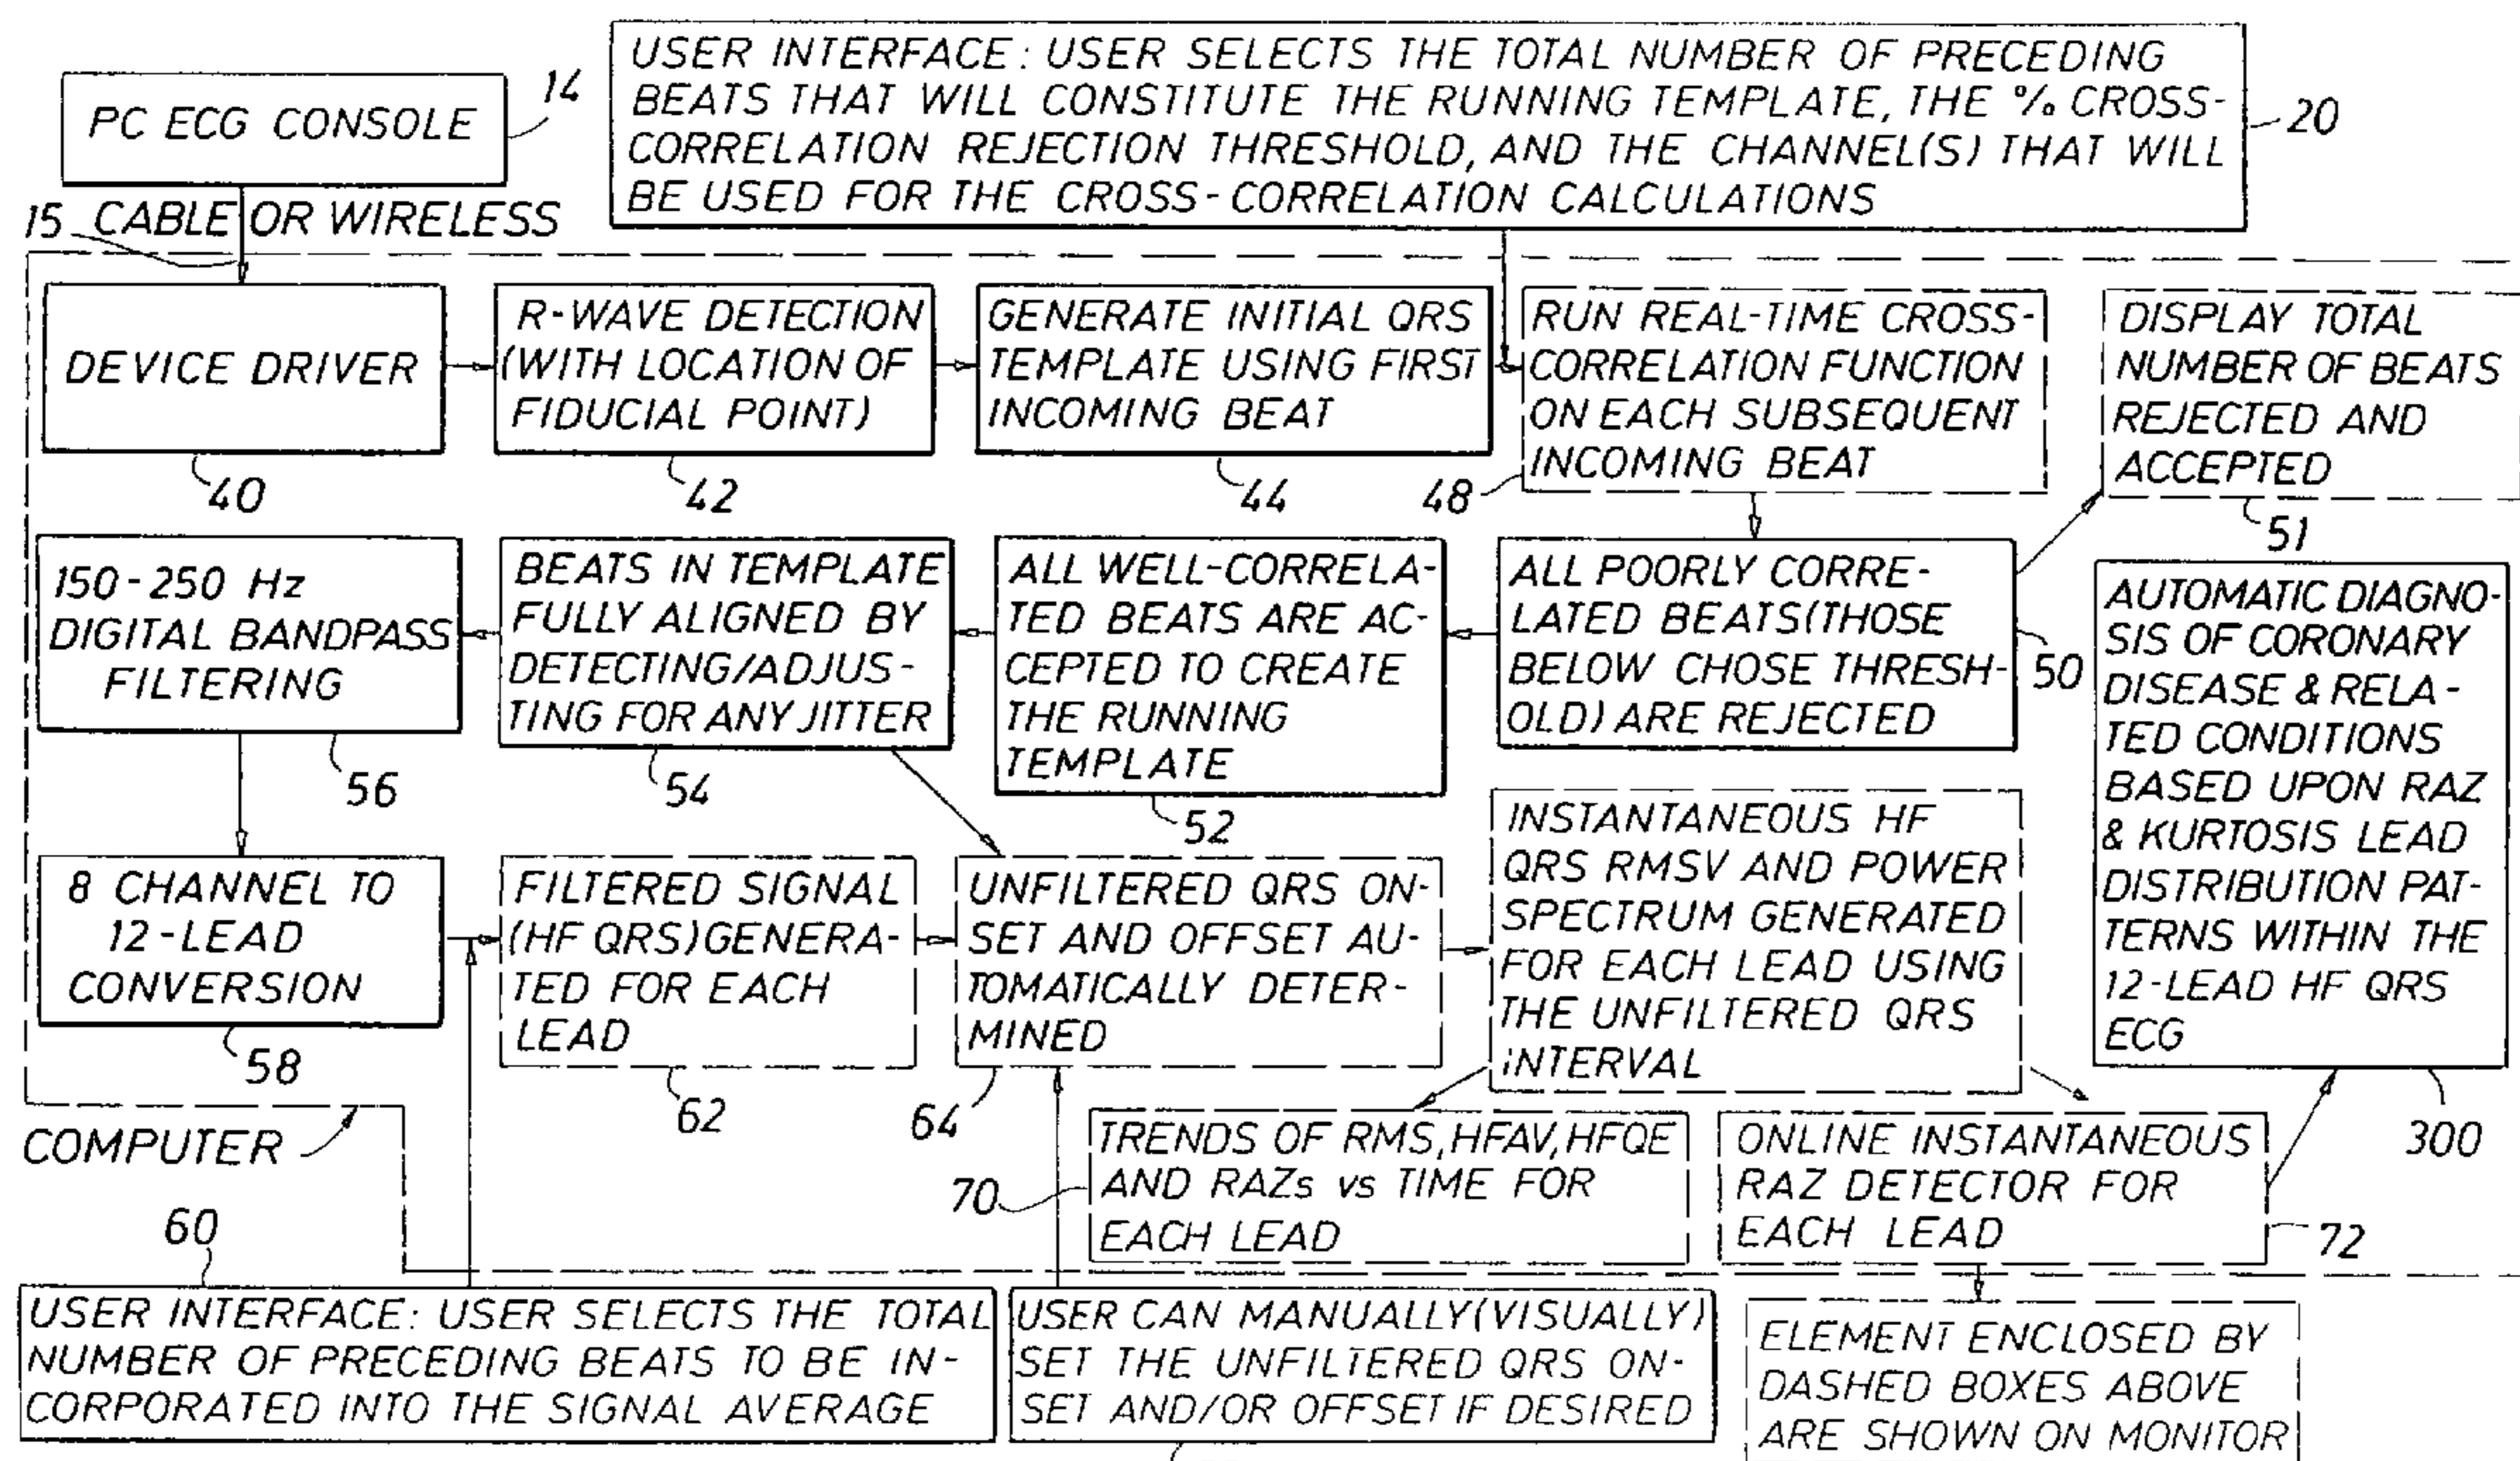 USER INTERFACE: USER SELECTS THE TOTAL NUMBER OF PRECEDING
BEATS THAT WILL CONSTITUTE THE RUNNING TEMPLATE, THE % CROSS-
CORRELATION REJECTION THRESHOLD, AND THE CHANNEL(S) THAT WILL
BE USED FOR THE CROSS-CORRELATION CALCULATIONS
20
PC ECG CONSOLE
14
15
CABLE OR WIRELESS
DEVICE DRIVER
40
R-WAVE DETECTION
(WITH LOCATION OF
FIDUCIAL POINT)
42
GENERATE INITIAL QRS
TEMPLATE USING FIRST
INCOMING BEAT
44
RUN REAL-TIME CROSS-
CORRELATION FUNCTION
ON EACH SUBSEQUENT
INCOMING BEAT
48
DISPLAY TOTAL
NUMBER OF BEATS
REJECTED AND
ACCEPTED
51
150-250 Hz
DIGITAL BANDPASS
FILTERING
56
BEATS IN TEMPLATE
FULLY ALIGNED BY
DETECTING/ADJUS-
TING FOR ANY JITTER
54
ALL WELL-CORRELA-
TED BEATS ARE AC-
CEPTED TO CREATE
THE RUNNING
TEMPLATE
52
ALL POORLY CORRE-
LATED BEATS(THOSE
BELOW CHOSE THRESH-
OLD) ARE REJECTED
50
AUTOMATIC DIAGNO-
SIS OF CORONARY
DISEASE & RELA-
TED CONDITIONS
BASED UPON RAZ
& KURTOSIS LEAD
DISTRIBUTION PAT-
TERNS WITHIN THE
12-LEAD HF QRS
ECG
300
8 CHANNEL TO
12-LEAD
CONVERSION
58
FILTERED SIGNAL
(HF QRS)GENERA-
TED FOR EACH
LEAD
62
UNFILTERED QRS ON-
SET AND OFFSET AU-
TOMATICALLY DETER-
MINED
64
INSTANTANEOUS HF
QRS RMSV AND POWER
SPECTRUM GENERATED
FOR EACH LEAD USING
THE UNFILTERED QRS
INTERVAL
COMPUTER
TRENDS OF RMS,HFAV,HFQE
AND RAZs vs TIME FOR
EACH LEAD
70
ONLINE INSTANTANEOUS
RAZ DETECTOR FOR
EACH LEAD
72
60
USER INTERFACE: USER SELECTS THE TOTAL
NUMBER OF PRECEDING BEATS TO BE IN-
CORPORATED INTO THE SIGNAL AVERAGE
USER CAN MANUALLY(VISUALLY)
SET THE UNFILTERED QRS ON-
SET AND/OR OFFSET IF DESIRED
ELEMENT ENCLOSED BY
DASHED BOXES ABOVE
ARE SHOWN ON MONITOR